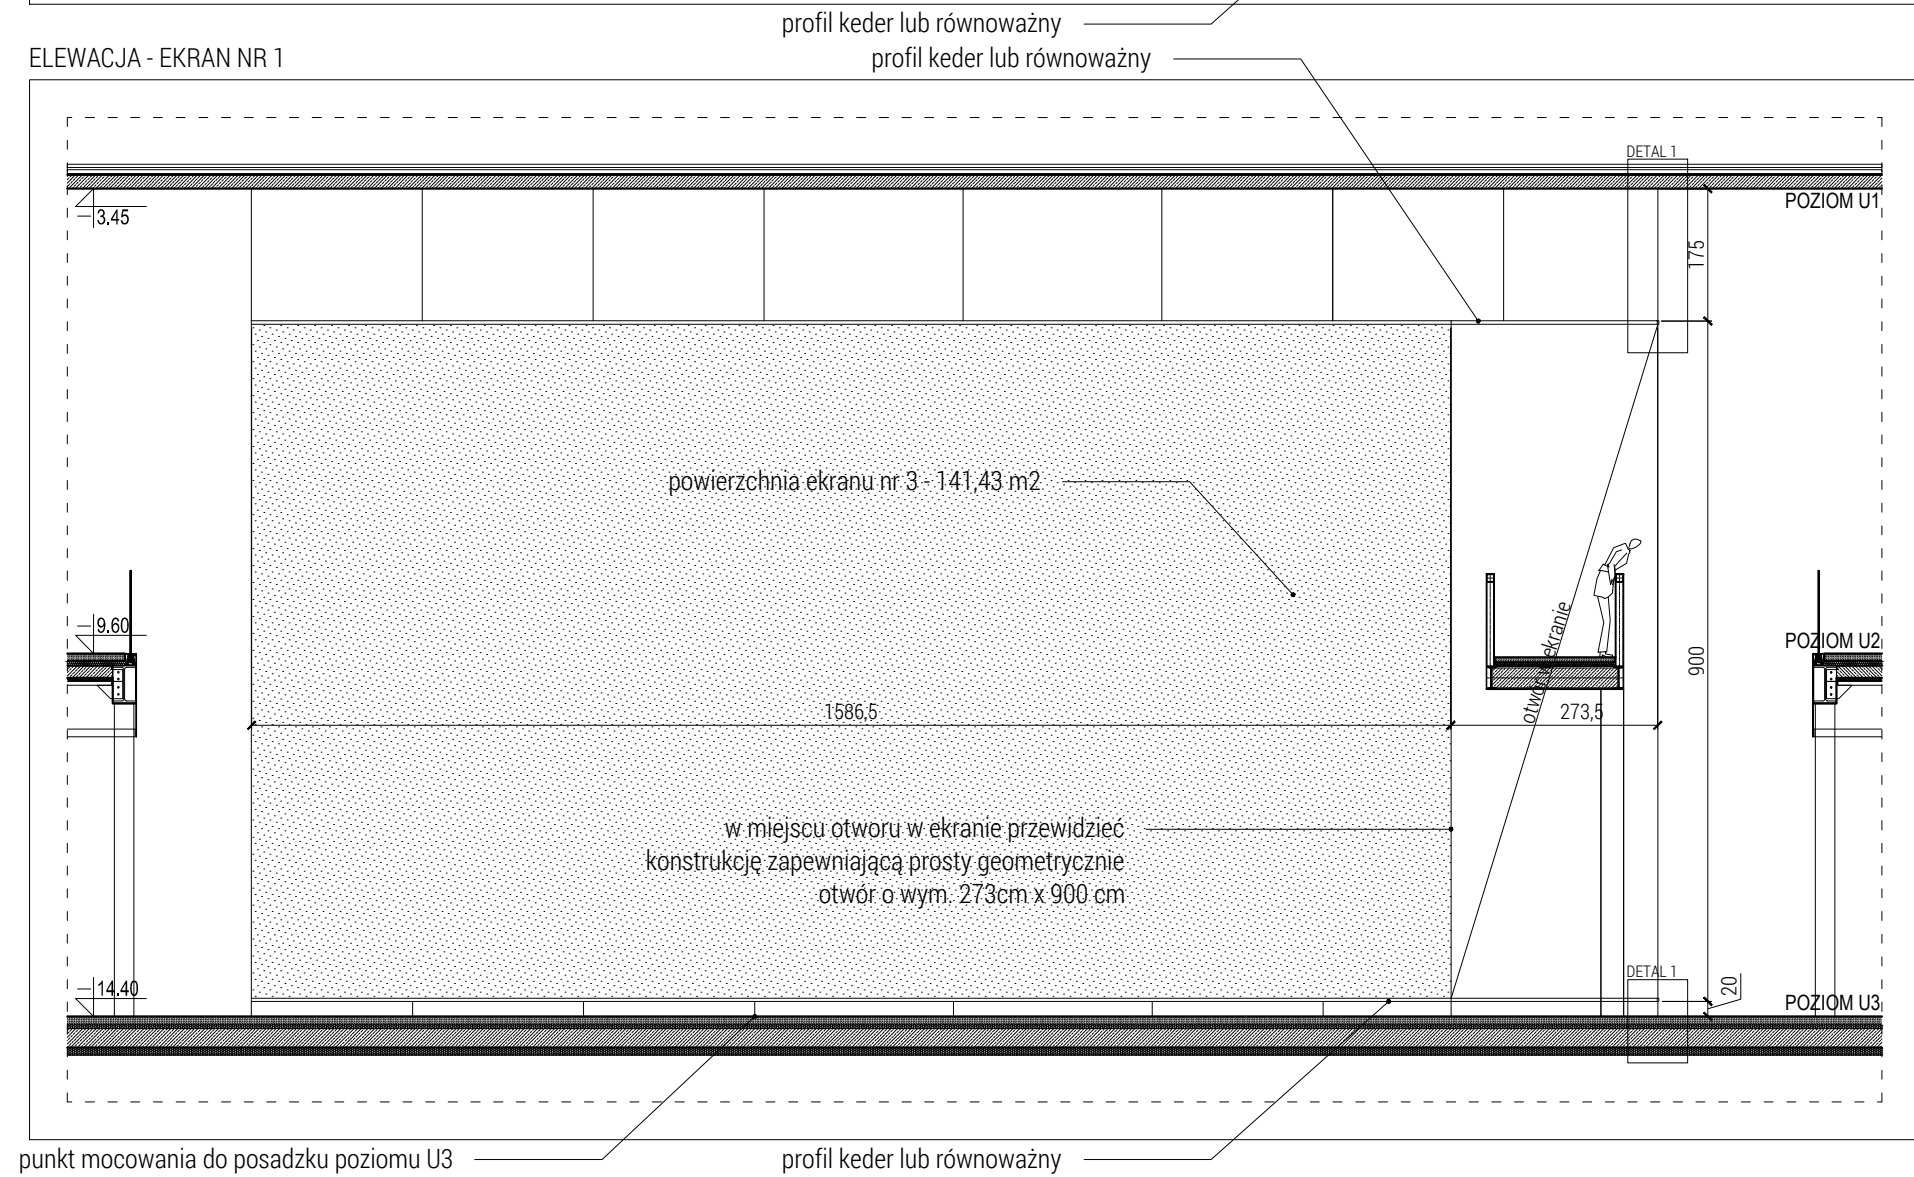 profil keder lub równoważny
ELEWACJA - EKRAN NR 1
profil keder lub równoważny
DETAL 1
POZIOM U1
3.45
175
powierzchnia ekranu nr 3 - 141,43 m2
otwór w ekranie
9.60
POZIOM U2
900
1586,5
273,5
w miejscu otworu w ekranie przewidzieć
konstrukcję zapewniającą prosty geometrycznie
otwór o wym. 273cm x 900 cm
DETAL 1
14.40
20
POZIOM U3
punkt mocowania do posadzku poziomu U3
profil keder lub równoważny